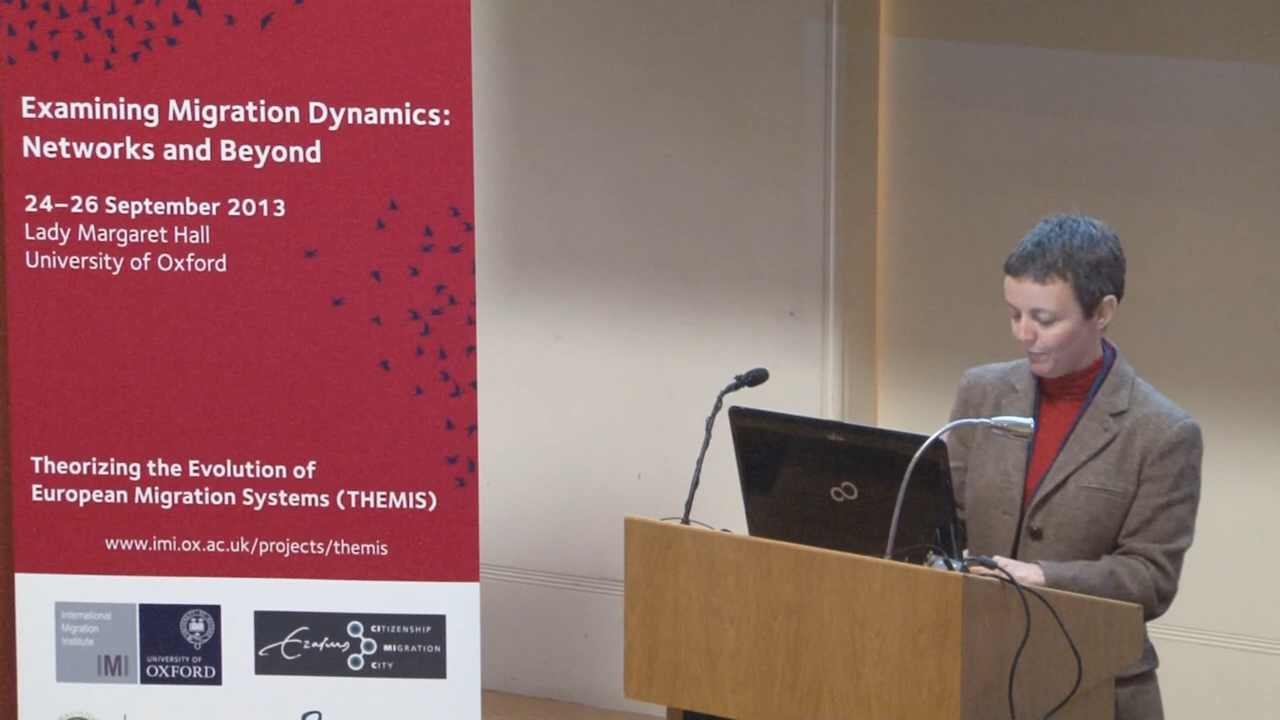 Examining Migration Dynamics:
Networks and Beyond
24–26 September 2013
Lady Margaret Hall
University of Oxford
Theorizing the Evolution of
European Migration Systems (THEMIS)
www.imi.ox.ac.uk/projects/themis
International
Migration
Institute
IMI
UNIVERSITY OF
OXFORD
Erasmus
CITIZENSHIP
MIGRATION
CITY